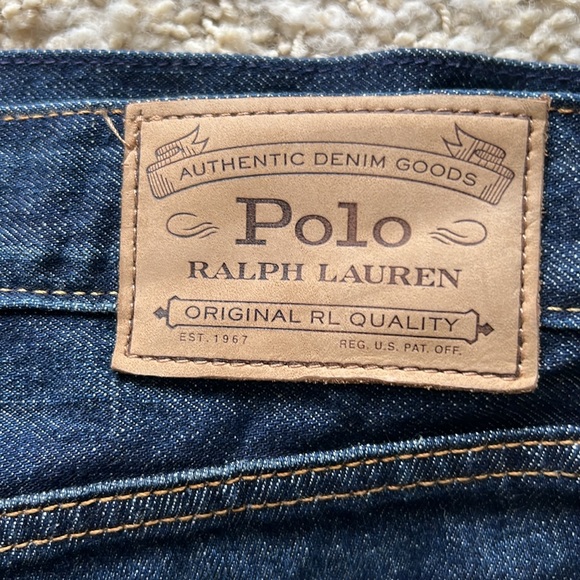 AUTHENTIC DENIM GOODS
Polo
RALPH LAUREN
ORIGINAL RL QUALITY
EST. 1967 REG. U.S. PAT. OFF.